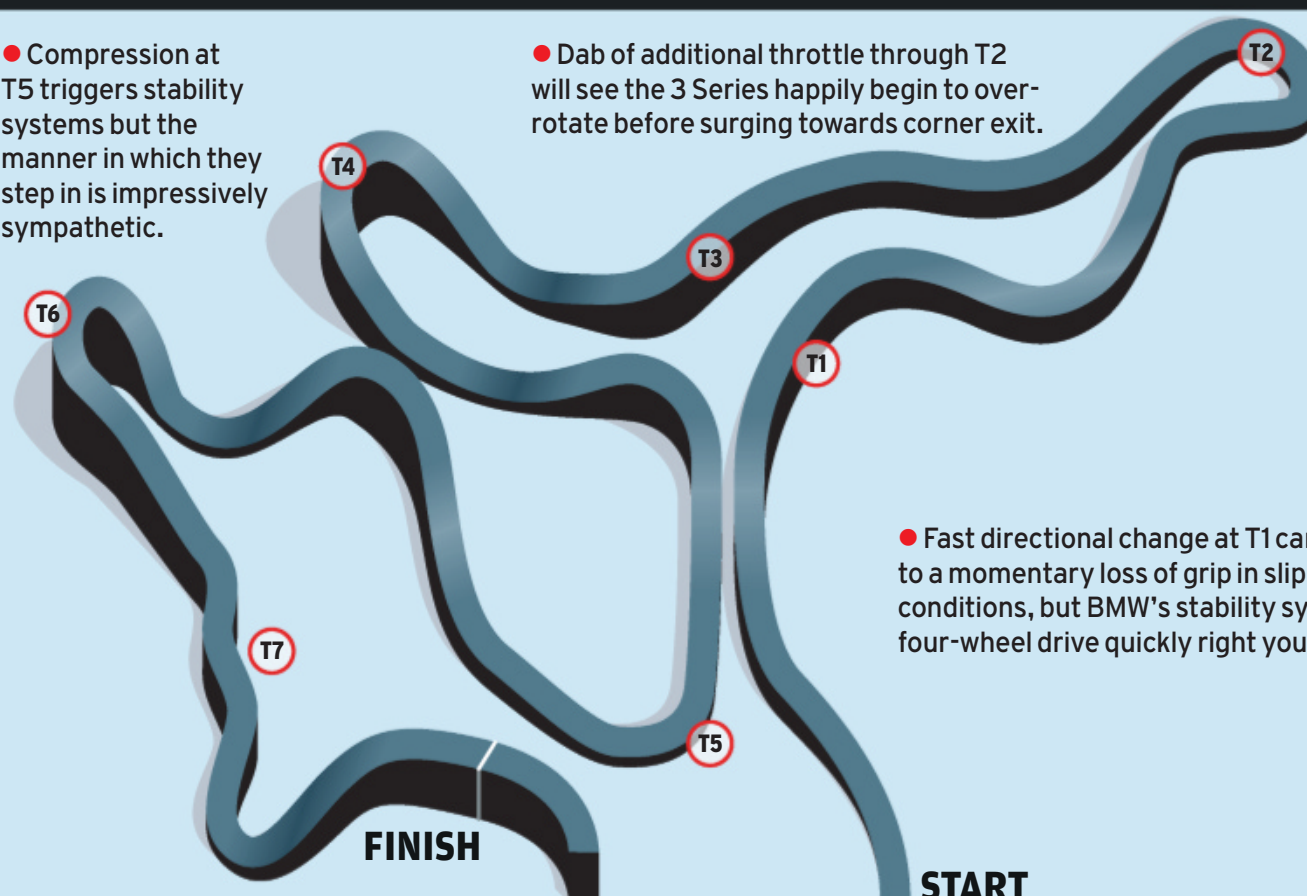 ● Compression at
T5 triggers stability
systems but the
manner in which they
step in is impressively
sympathetic.
● Dab of additional throttle through T2
will see the 3 Series happily begin to over-
rotate before surging towards corner exit.
T2
T4
T3
T6
T1
● Fast directional change at T1
to a momentary loss of grip in
conditions, but BMW’s stability
four-wheel drive quickly right you
T7
T5
FINISH
START